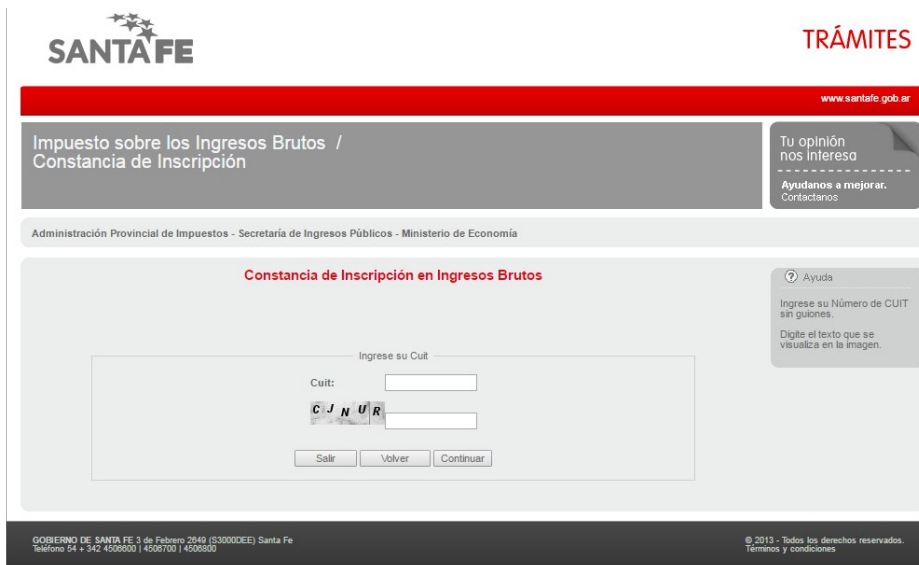 SANTA FE
TRÁMITES
www.santafe.gob.ar
Impuesto sobre los Ingresos Brutos /
Constancia de Inscripción
Tu opinión
nos interesa
Ayudanos a mejorar.
Contactanos
Administración Provincial de Impuestos - Secretaría de Ingresos Públicos - Ministerio de Economía
Constancia de Inscripción en Ingresos Brutos
? Ayuda
Ingrese su Número de CUIT
sin guiones.
Digite el texto que se
visualiza en la imagen.
Ingrese su Cuit
Cuit:
C J N U R
Salir
Volver
Continuar
GOBIERNO DE SANTA FE 3 de Febrero 2649 (S3000DEE) Santa Fe
Teléfono 54 + 342 4506600 | 4506700 | 4506800
© 2013 - Todos los derechos reservados.
Términos y condiciones